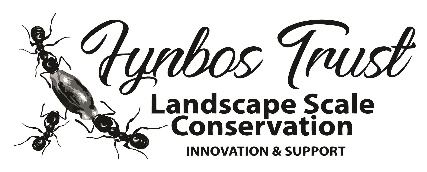 Fynbos Trust
Landscape Scale
Conservation
INNOVATION & SUPPORT